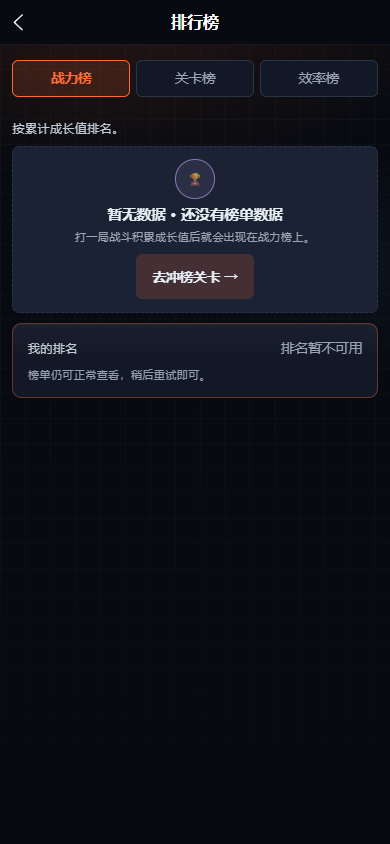 排行榜
战力榜
关卡榜
效率榜
按累计成长值排名。
暂无数据·还没有榜单数据
打一局战斗积累成长值后就会出现在战力榜上。
去冲榜关卡 →
我的排名
排名暂不可用
榜单仍可正常查看，稍后重试即可。